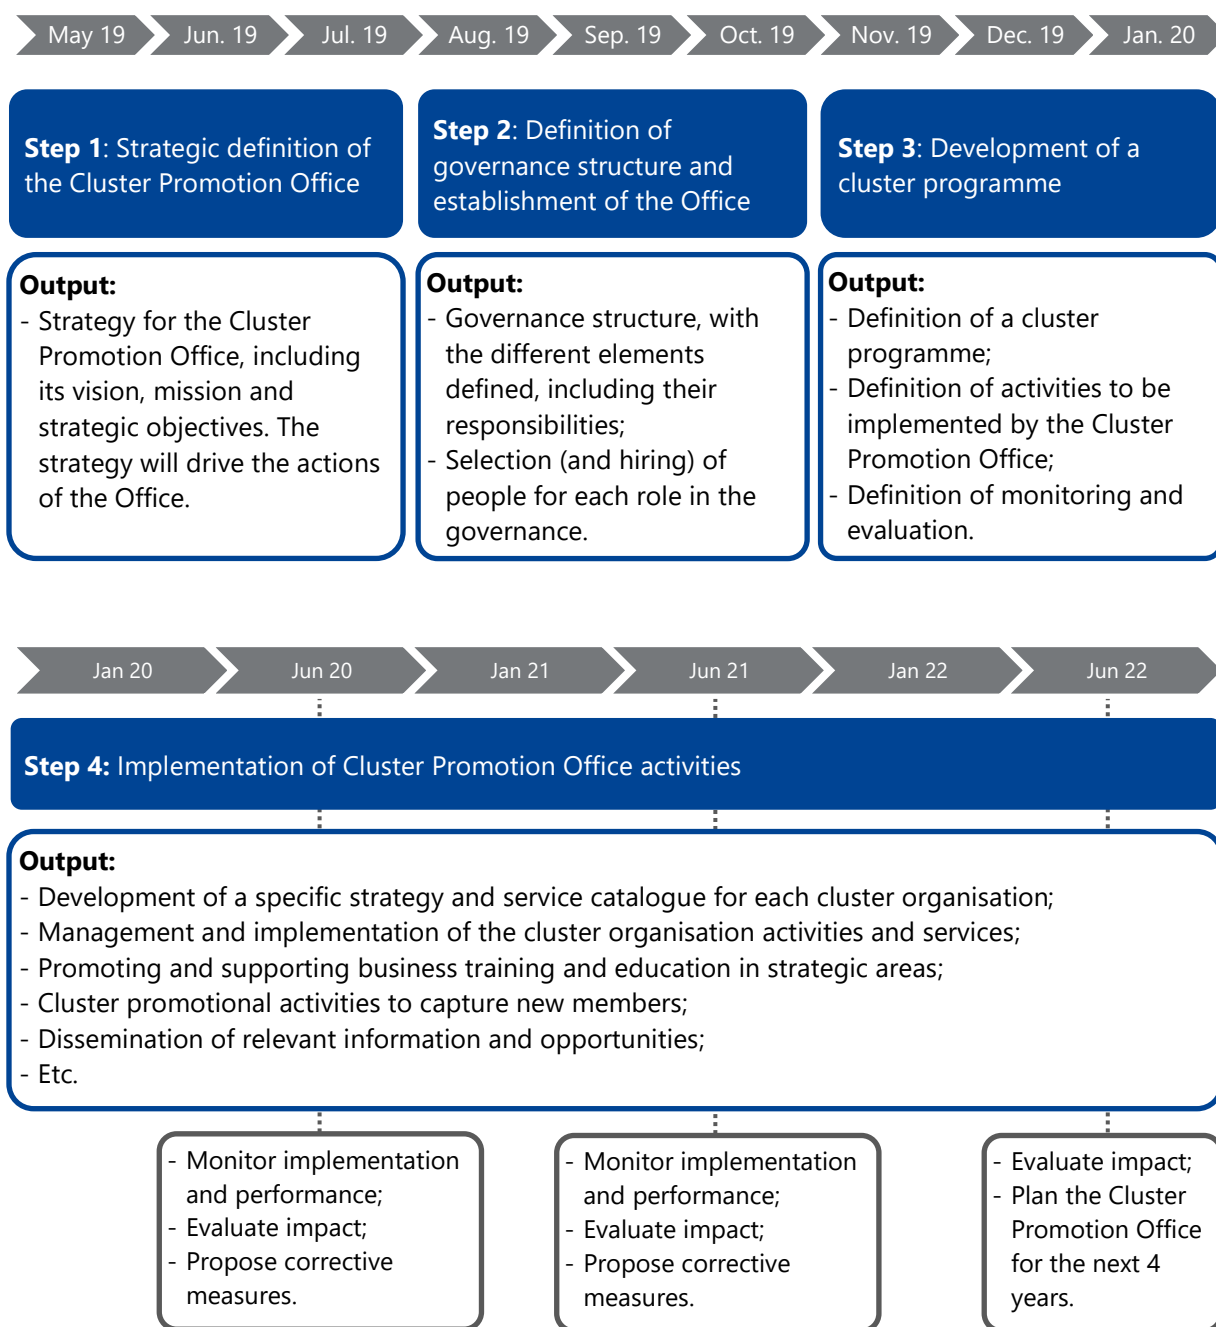 May 19 Jun. 19 Jul. 19 Aug. 19 Sep. 19 Oct. 19 Nov. 19 Dec. 19 Jan. 20
Step 1: Strategic definition of
the Cluster Promotion Office
Step 2: Definition of
governance structure and
establishment of the Office
Step 3: Development of a
cluster programme
Output:
- Strategy for the Cluster
Promotion Office, including
its vision, mission and
strategic objectives. The
strategy will drive the actions
of the Office.
Output:
- Governance structure, with
the different elements
defined, including their
responsibilities;
- Selection (and hiring) of
people for each role in the
governance.
Output:
- Definition of a cluster
programme;
- Definition of activities to be
implemented by the Cluster
Promotion Office;
- Definition of monitoring and
evaluation.
Jan 20 Jun 20 Jan 21 Jun 21 Jan 22 Jun 22
Step 4: Implementation of Cluster Promotion Office activities
Output:
- Development of a specific strategy and service catalogue for each cluster organisation;
- Management and implementation of the cluster organisation activities and services;
- Promoting and supporting business training and education in strategic areas;
- Cluster promotional activities to capture new members;
- Dissemination of relevant information and opportunities;
- Etc.
- Monitor implementation
and performance;
- Evaluate impact;
- Propose corrective
measures.
- Monitor implementation
and performance;
- Evaluate impact;
- Propose corrective
measures.
- Evaluate impact;
- Plan the Cluster
Promotion Office
for the next 4
years.